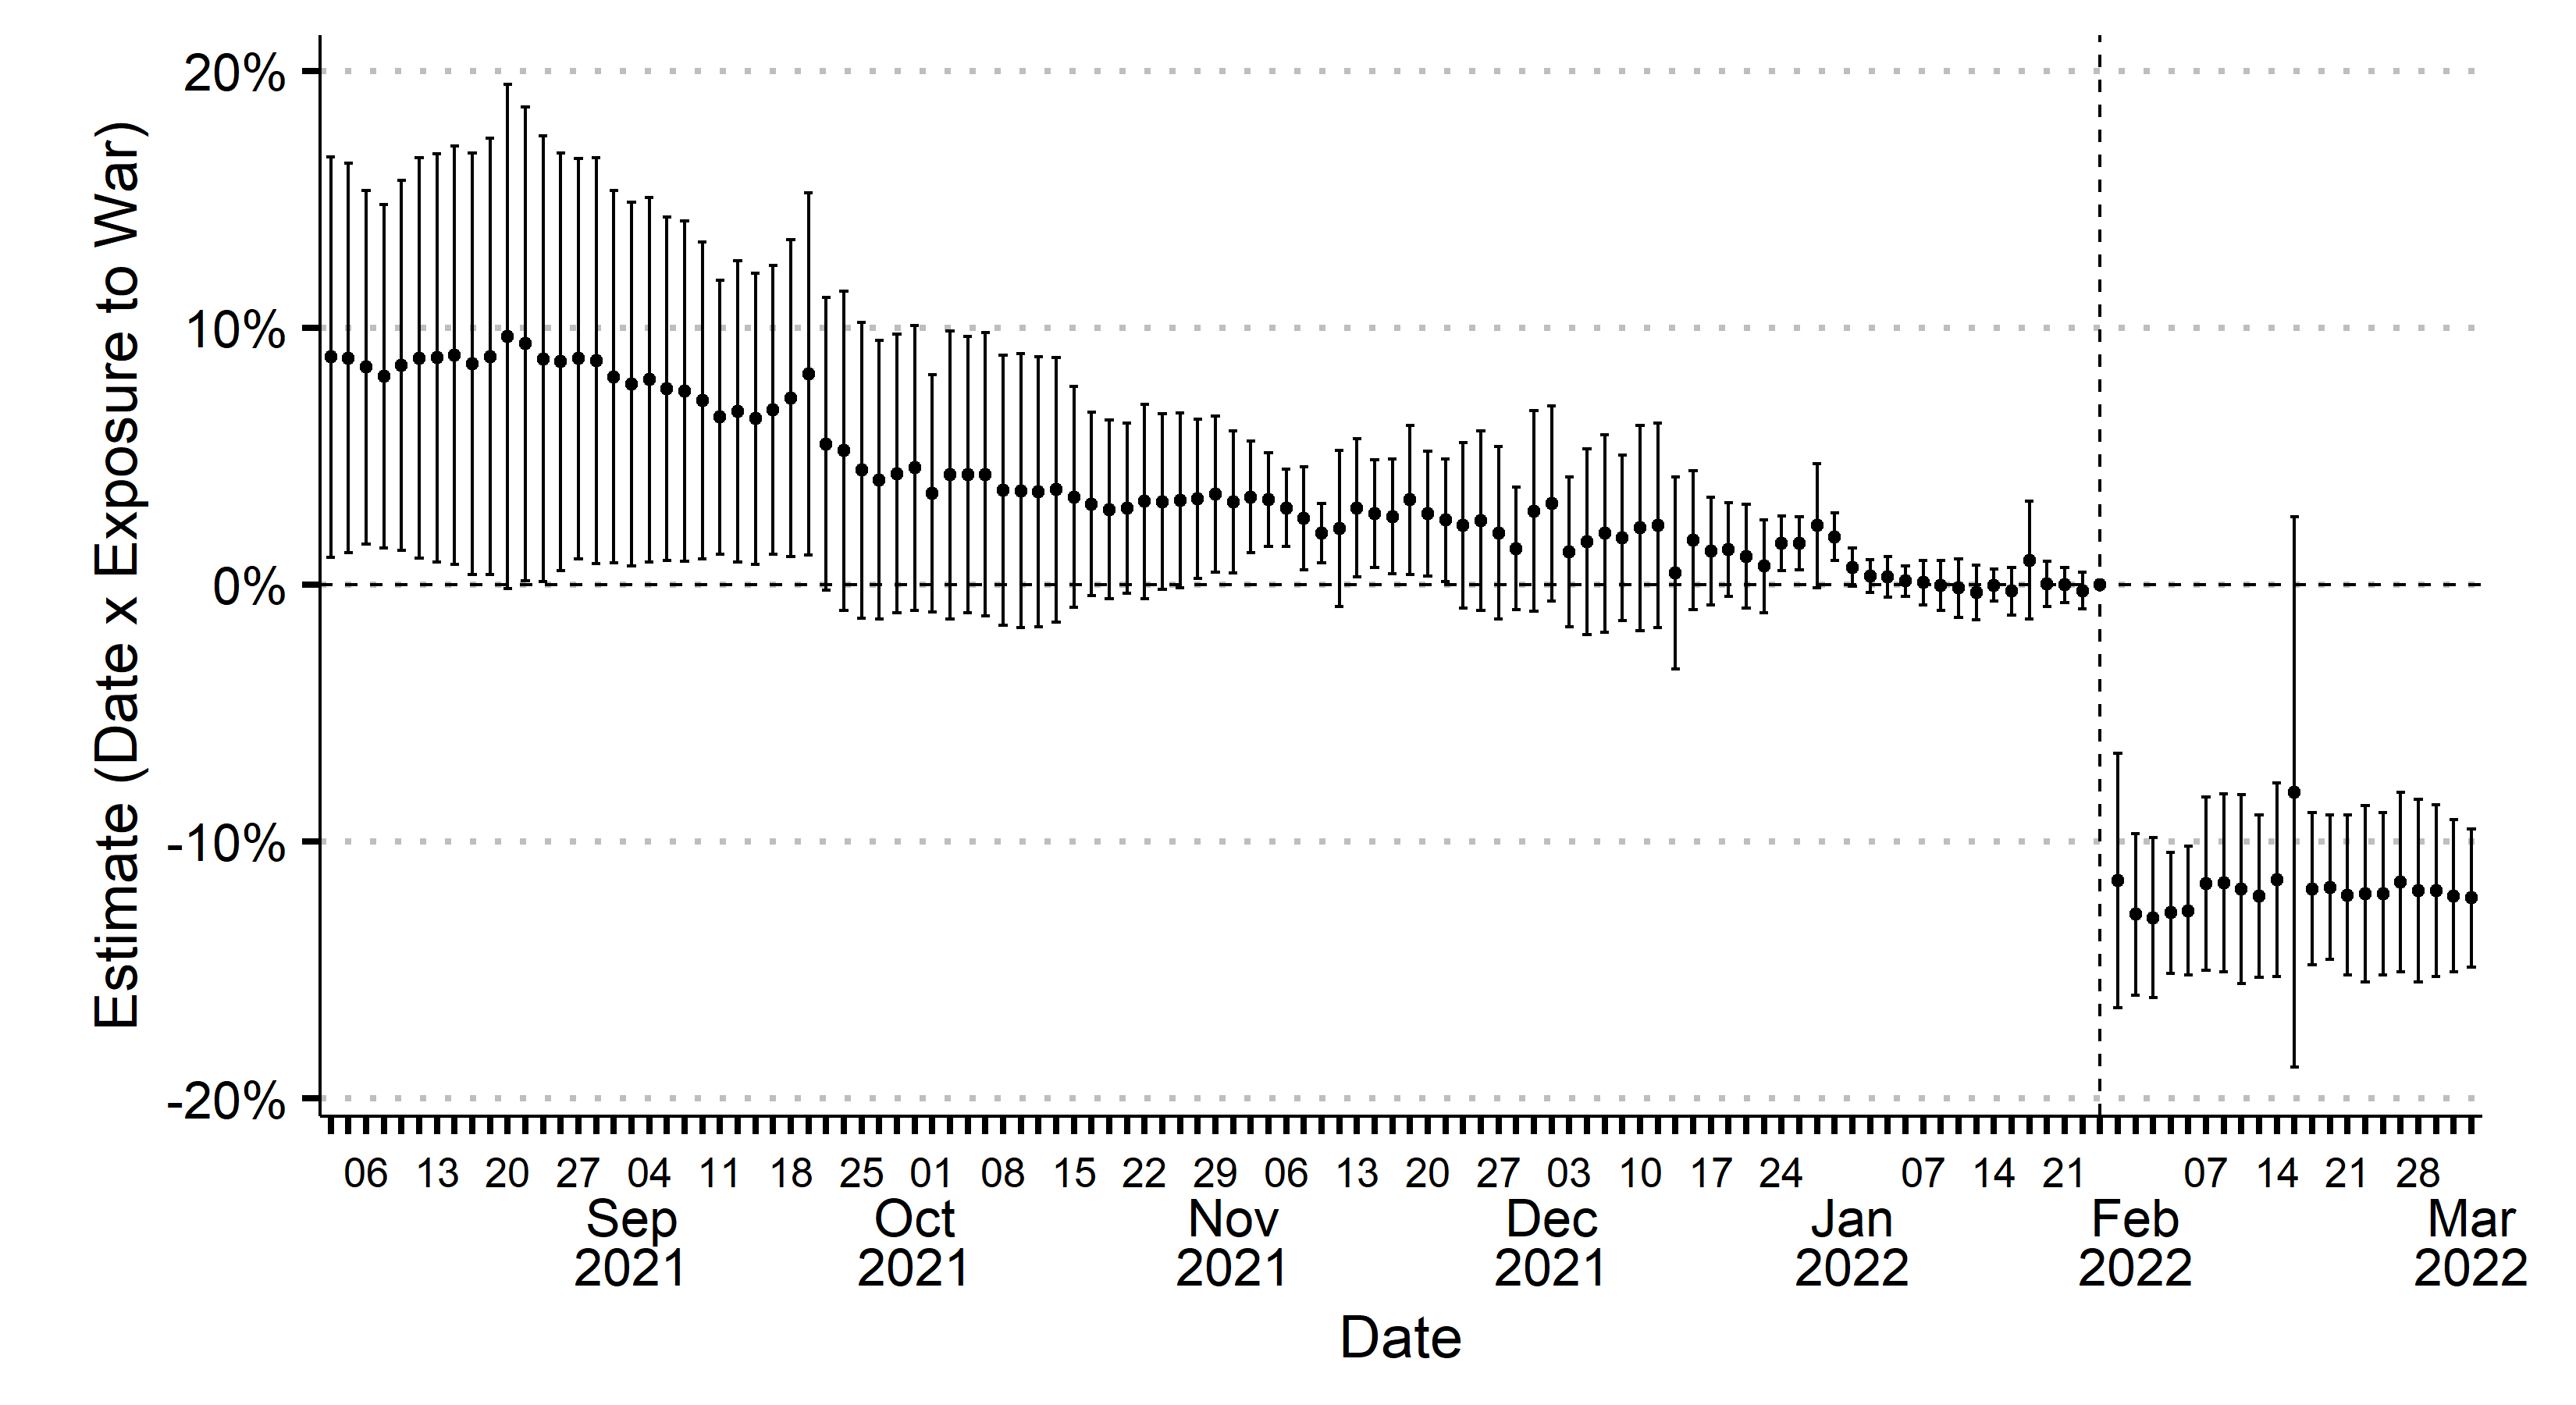 Estimate (Date x Exposure to War)
20%
10%
0%
-10%
-20%
06 13 20 27 04 11 18 25 01 08 15 22 29 06 13 20 27 03 10 17 24 07 14 21 07 14 21 28
Sep Oct Nov Dec Jan Feb Mar
2021 2021 2021 2021 2022 2022 2022
Date